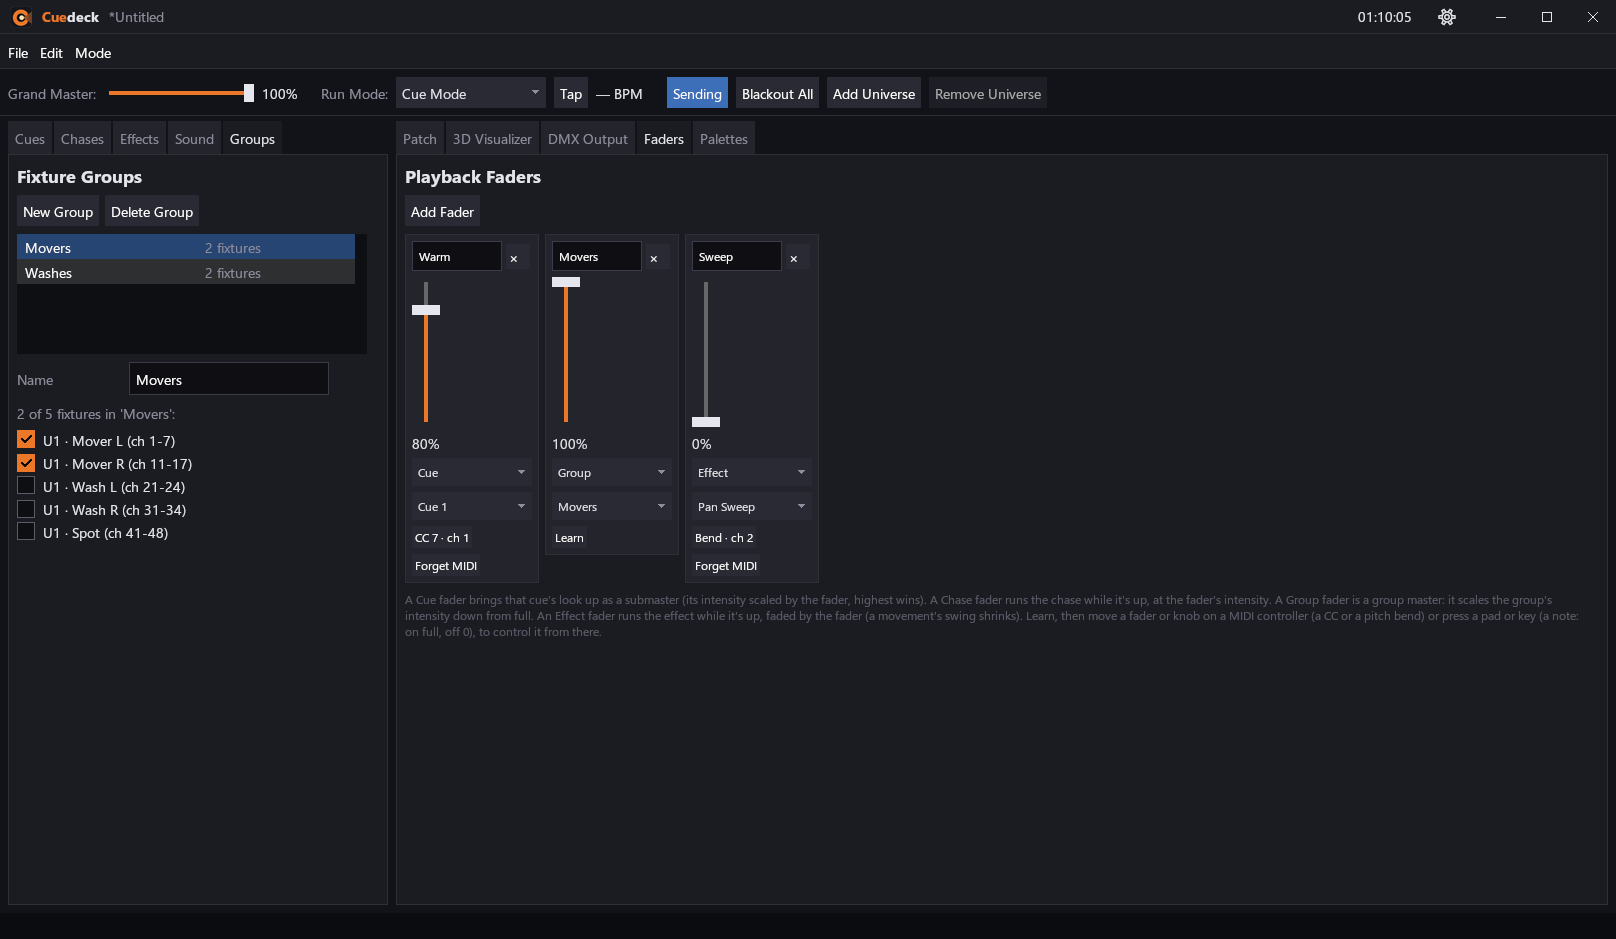 Cuedeck *Untitled 01:10:05
File Edit Mode
Grand Master: 100% Run Mode: Cue Mode Tap — BPM Sending Blackout All Add Universe Remove Universe
Cues Chases Effects Sound Groups
Patch 3D Visualizer DMX Output Faders Palettes
Fixture Groups
New Group Delete Group
Movers 2 fixtures
Washes 2 fixtures
Name Movers
2 of 5 fixtures in 'Movers':
U1 · Mover L (ch 1-7)
U1 · Mover R (ch 11-17)
U1 · Wash L (ch 21-24)
U1 · Wash R (ch 31-34)
U1 · Spot (ch 41-48)
Playback Faders
Add Fader
Warm × Movers × Sweep ×
80% 100% 0%
Cue Group Effect
Cue 1 Movers Pan Sweep
CC 7 · ch 1 Learn Bend · ch 2
Forget MIDI Forget MIDI
A Cue fader brings that cue's look up as a submaster (its intensity scaled by the fader, highest wins). A Chase fader runs the chase while it's up, at the fader's intensity. A Group fader is a group master: it scales the group's
intensity down from full. An Effect fader runs the effect while it's up, faded by the fader (a movement's swing shrinks). Learn, then move a fader or knob on a MIDI controller (a CC or a pitch bend) or press a pad or key (a note:
on full, off 0), to control it from there.